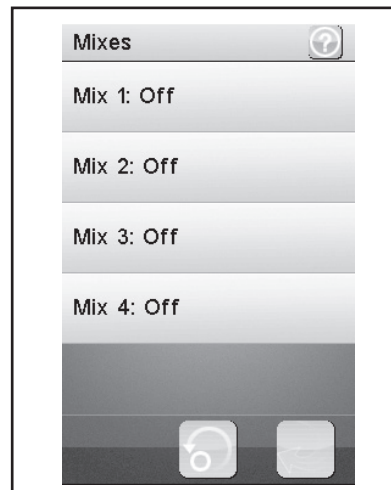 Mixes
?
Mix 1: Off
Mix 2: Off
Mix 3: Off
Mix 4: Off